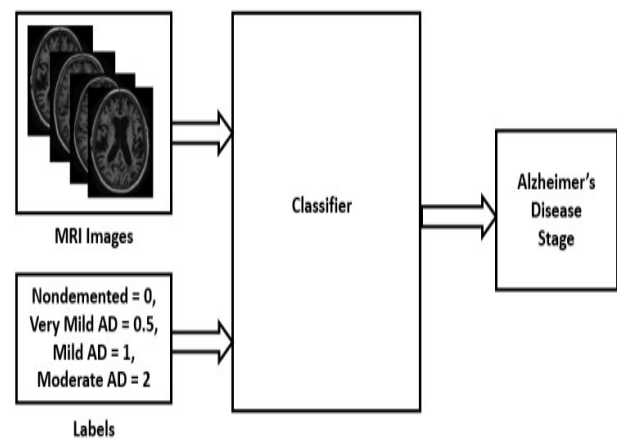 MRI Images
Nondemented = 0,
Very Mild AD = 0.5,
Mild AD = 1,
Moderate AD = 2
Labels
Classifier
Alzheimer's
Disease
Stage